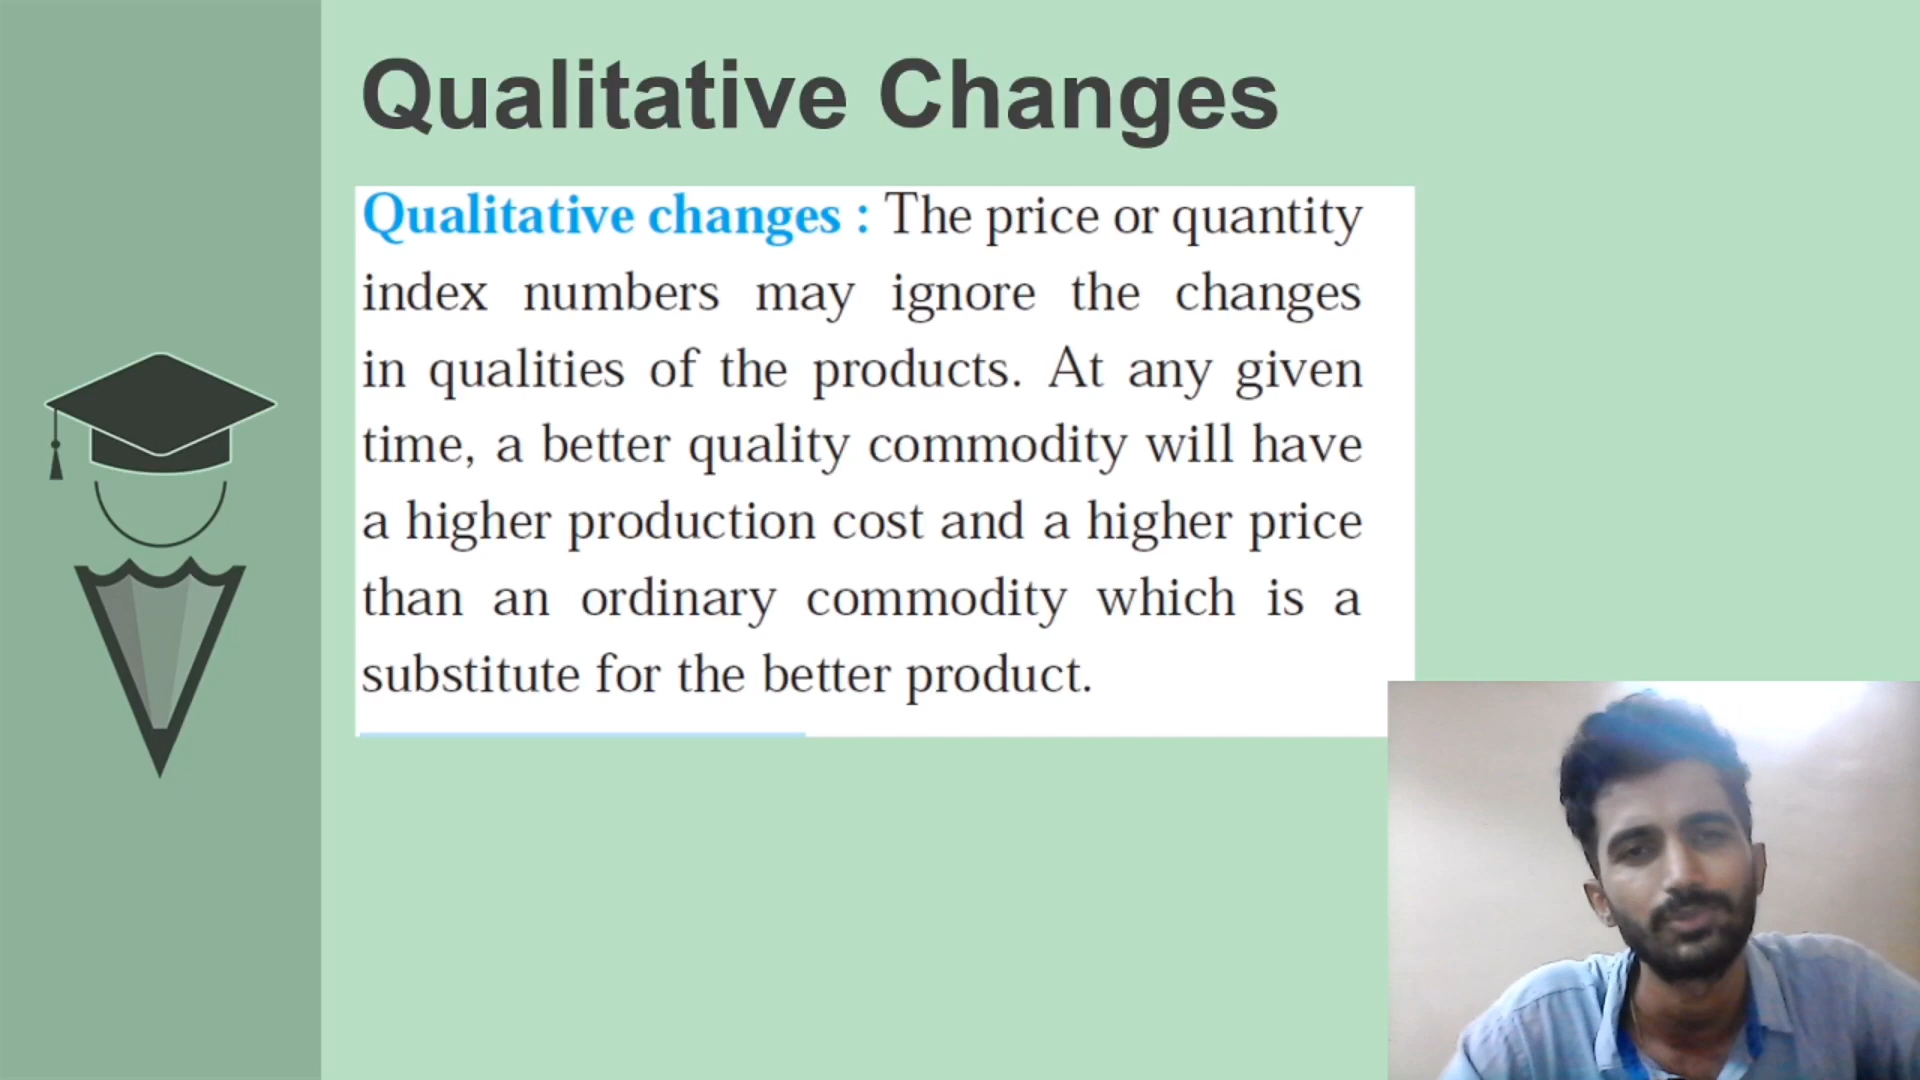 Qualitative Changes
Qualitative changes : The price or quantity
index numbers may ignore the changes
in qualities of the products. At any given
time, a better quality commodity will have
a higher production cost and a higher price
than an ordinary commodity which is a
substitute for the better product.